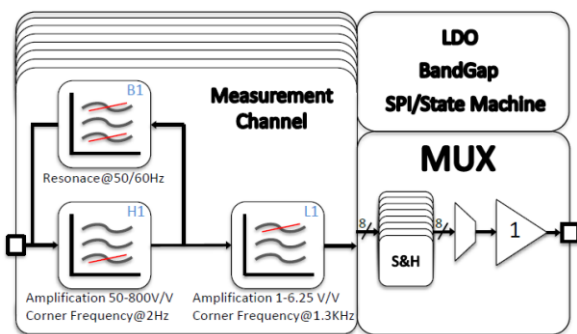 B1
Resonace@50/60Hz
Measurement
Channel
H1
Amplification 50-800V/V
Corner Frequency@2Hz
L1
Amplification 1-6.25 V/V
Corner Frequency@1.3KHz
LDO
BandGap
SPI/State Machine
MUX
8
S&H
8
1